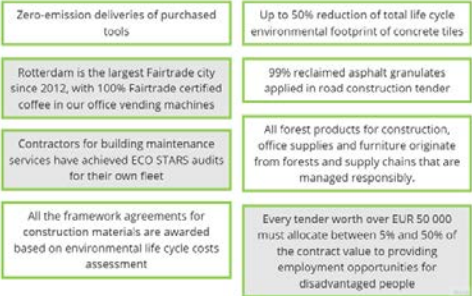 Zero-emission deliveries of purchased
tools
Rotterdam is the largest Fairtrade city
since 2012, with 100% Fairtrade certified
coffee in our office vending machines
Contractors for building maintenance
services have achieved ECO STARS audits
for their own fleet
All the framework agreements for
construction materials are awarded
based on environmental life cycle costs
assessment
Up to 50% reduction of total life cycle
environmental footprint of concrete tiles
99% reclaimed asphalt granulates
applied in road construction tender
All forest products for construction,
office supplies and furniture originate
from forests and supply chains that are
managed responsibly.
Every tender worth over EUR 50 000
must allocate between 5% and 50% of
the contract value to providing
employment opportunities for
disadvantaged people